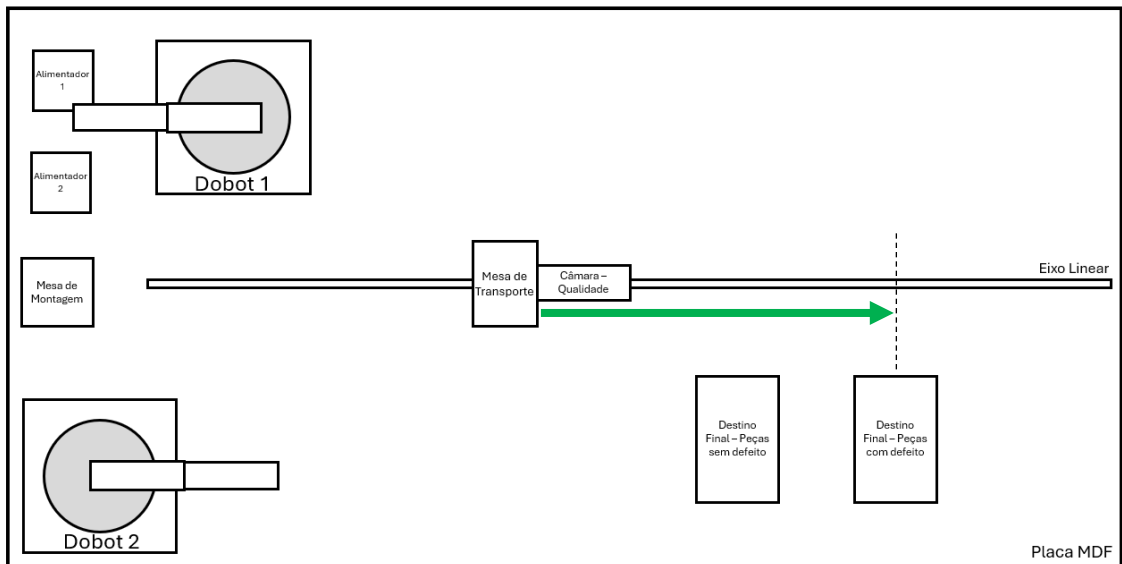 Alimentador
1
Dobot 1
Alimentador
2
Mesa de
Montagem
Mesa de
Transporte
Câmara –
Qualidade
Eixo Linear
Destino
Final – Peças
sem defeito
Destino
Final – Peças
com defeito
Dobot 2
Placa MDF